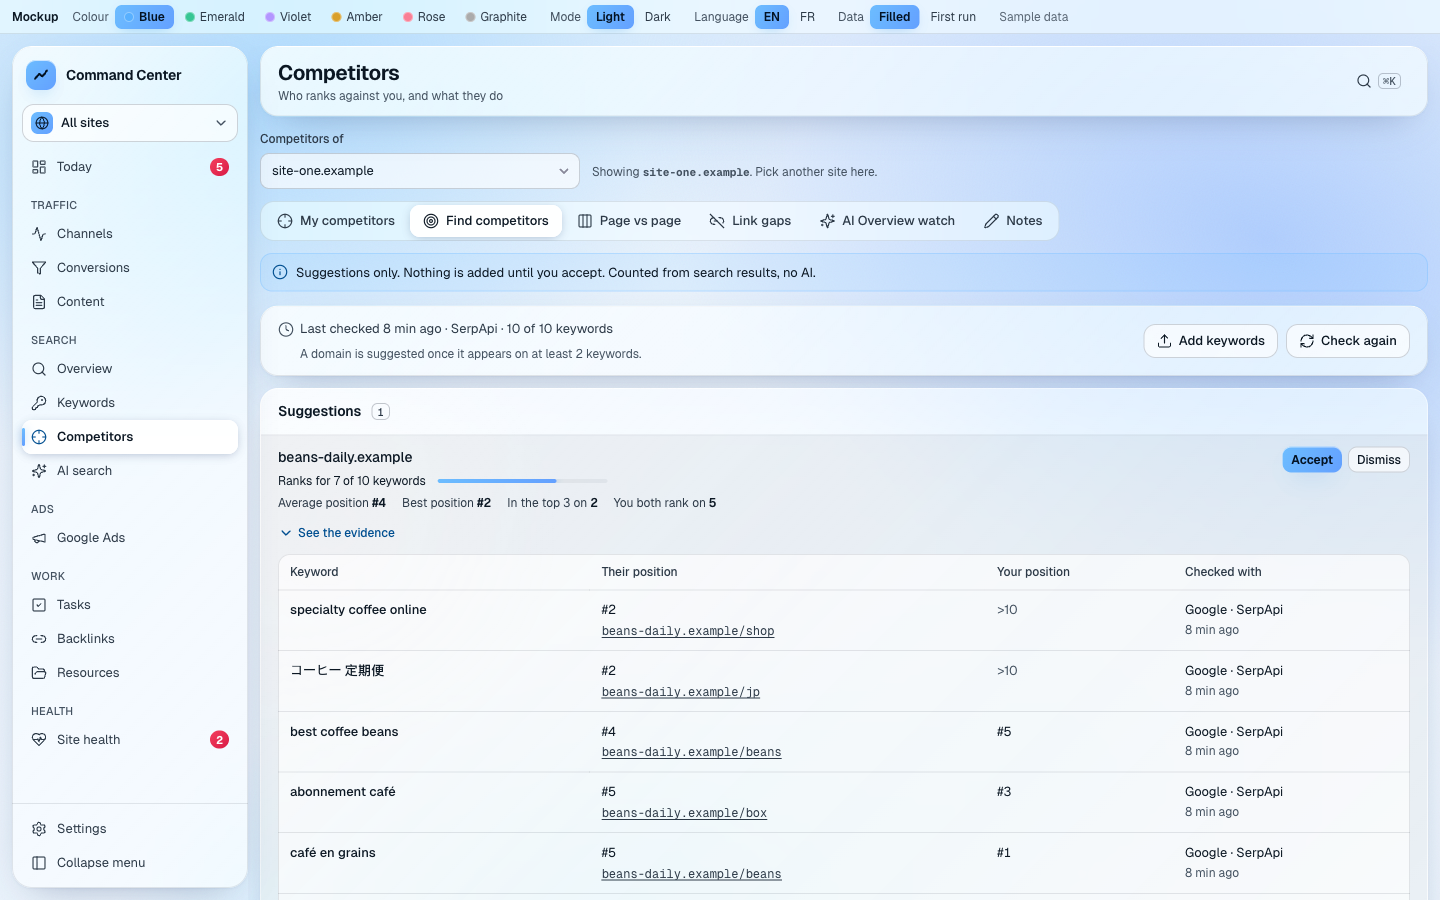 Mockup Colour Blue Emerald Violet Amber Rose Graphite Mode Light Dark Language EN FR Data Filled First run Sample data
Command Center
All sites
Today 5
TRAFFIC
Channels
Conversions
Content
SEARCH
Overview
Keywords
Competitors
AI search
ADS
Google Ads
WORK
Tasks
Backlinks
Resources
HEALTH
Site health 2
Settings
Collapse menu
Competitors
Who ranks against you, and what they do
⌘K
Competitors of
site-one.example
Showing site-one.example. Pick another site here.
My competitors Find competitors Page vs page Link gaps AI Overview watch Notes
Suggestions only. Nothing is added until you accept. Counted from search results, no AI.
Last checked 8 min ago · SerpApi · 10 of 10 keywords
A domain is suggested once it appears on at least 2 keywords.
Add keywords Check again
Suggestions 1
beans-daily.example
Accept Dismiss
Ranks for 7 of 10 keywords
Average position #4 Best position #2 In the top 3 on 2 You both rank on 5
See the evidence
Keyword Their position Your position Checked with
specialty coffee online #2 >10 Google · SerpApi
beans-daily.example/shop 8 min ago
コーヒー 定期便 #2 >10 Google · SerpApi
beans-daily.example/jp 8 min ago
best coffee beans #4 #5 Google · SerpApi
beans-daily.example/beans 8 min ago
abonnement café #5 #3 Google · SerpApi
beans-daily.example/box 8 min ago
café en grains #5 #1 Google · SerpApi
beans-daily.example/beans 8 min ago